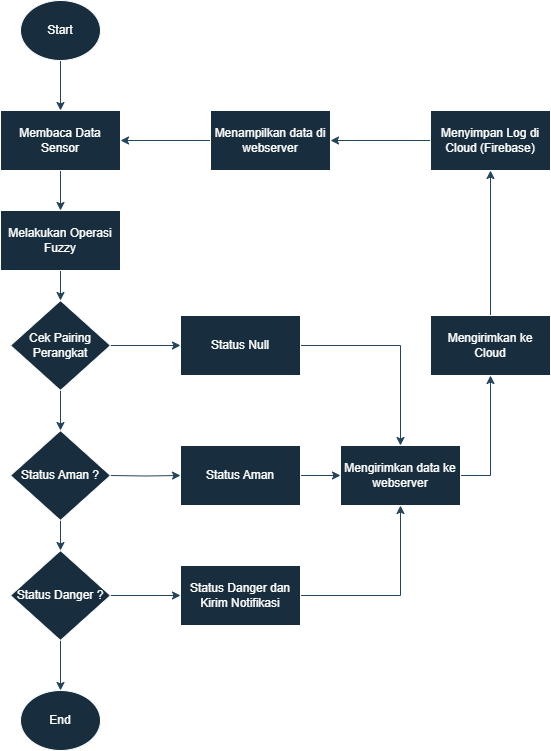 Start
Membaca Data
Sensor
Menampilkan data di
webserver
Menyimpan Log di
Cloud (Firebase)
Melakukan Operasi
Fuzzy
Cek Pairing
Perangkat
Status Null
Mengirimkan ke
Cloud
Status Aman ?
Status Aman
Mengirimkan data ke
webserver
Status Danger ?
Status Danger dan
Kirim Notifikasi
End